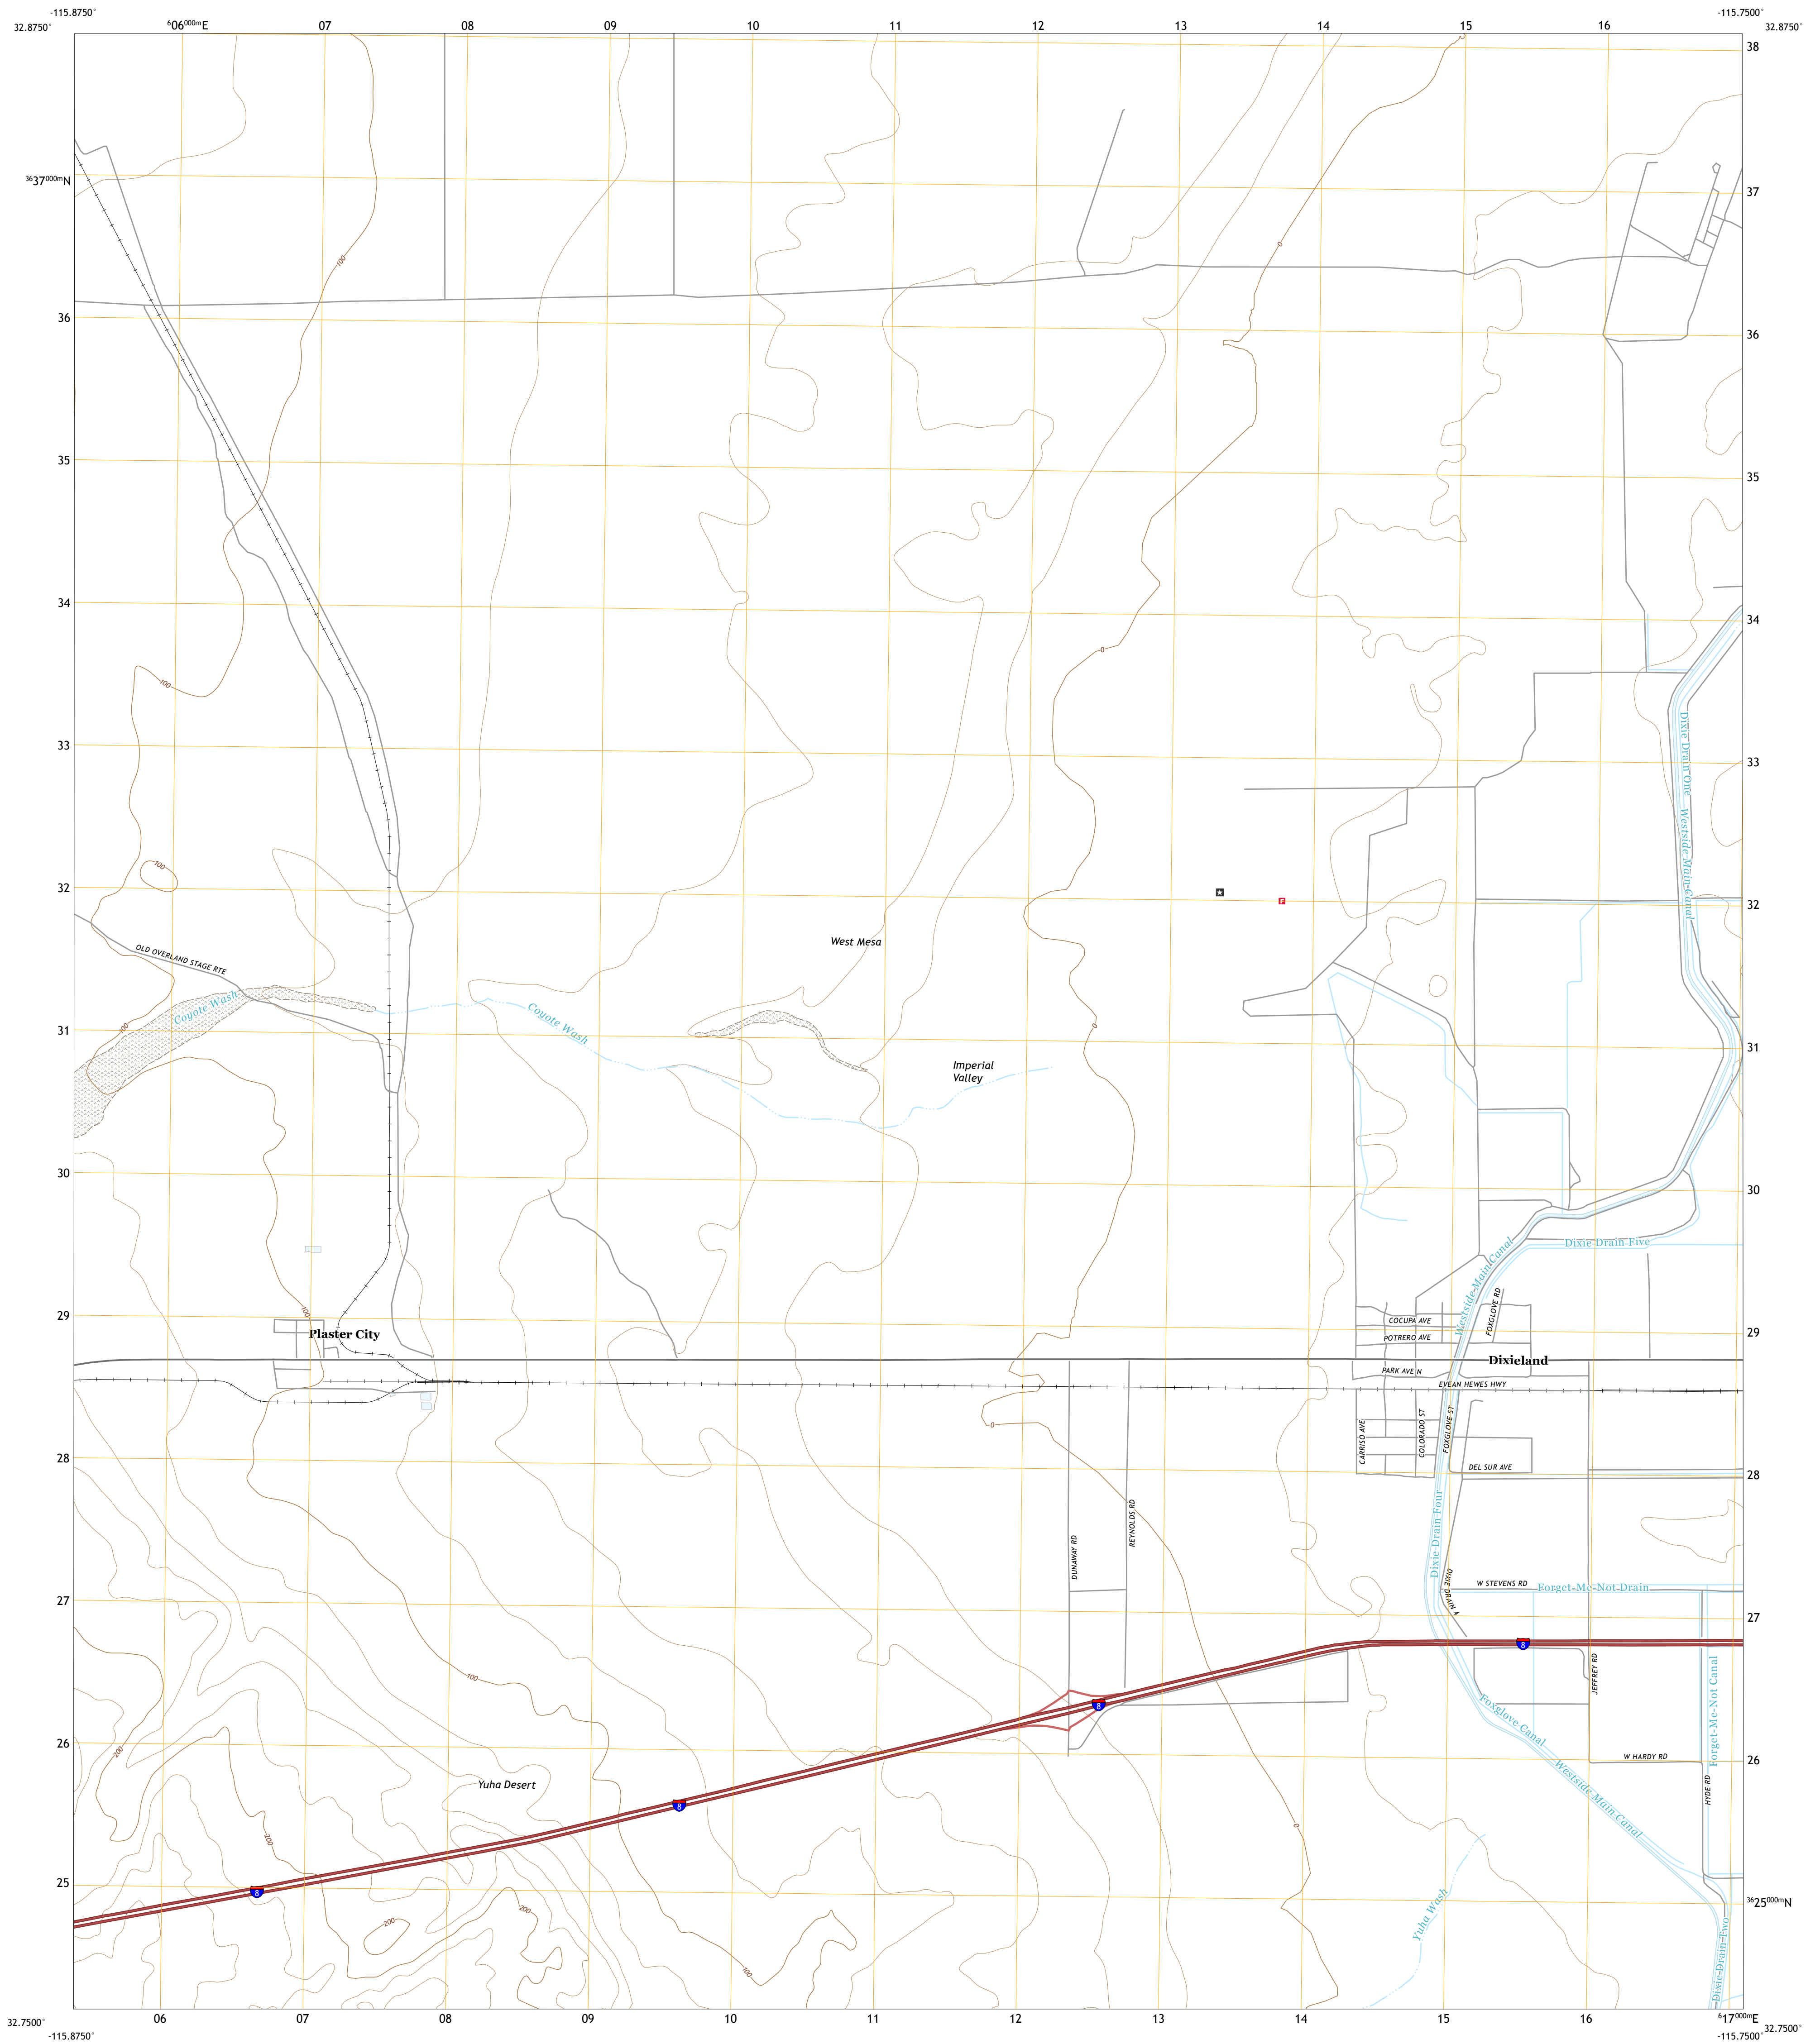 -115.8750°
-115.7500°
32.8750°
606000mE
07
08
09
10
11
12
13
14
15
16
32.8750°
38
3637000mN
37
100
0
36
36
35
35
34
34
0
100
33
33
Dixie Drain One
Westside Main Canal
100
32
32
F
West Mesa
OLD OVERLAND STAGE RTE
Coyote Wash
Coyote Wash
100
0
31
31
Imperial
Valley
30
30
Dixie Drain Five
Westside Main Canal
100
29
29
Plaster City
COCUPA AVE
FOXGLOVE RD
POTRERO AVE
Dixieland
PARK AVE N
EVEAN HEWES HWY
0
CARRISO AVE
COLORADO ST
FOXGLOVE ST
28
DEL SUR AVE
28
Dixie Drain Four
REYNOLDS RD
DUNAWAY RD
DIXIE DRAIN 4
W STEVENS RD
Forget-Me-Not Drain
27
27
8
JEFFREY RD
Forget-Me-Not Canal
100
8
Foxglove Canal
200
26
W HARDY RD
26
Westside Main Canal
Yuha Desert
HYDE RD
8
0
200
25
8
3625000mN
200
200
Yuha Wash
100
Dixie Drain Two
32.7500°
06
07
08
09
10
11
12
13
14
15
16
617000mE
32.7500°
-115.8750°
-115.7500°